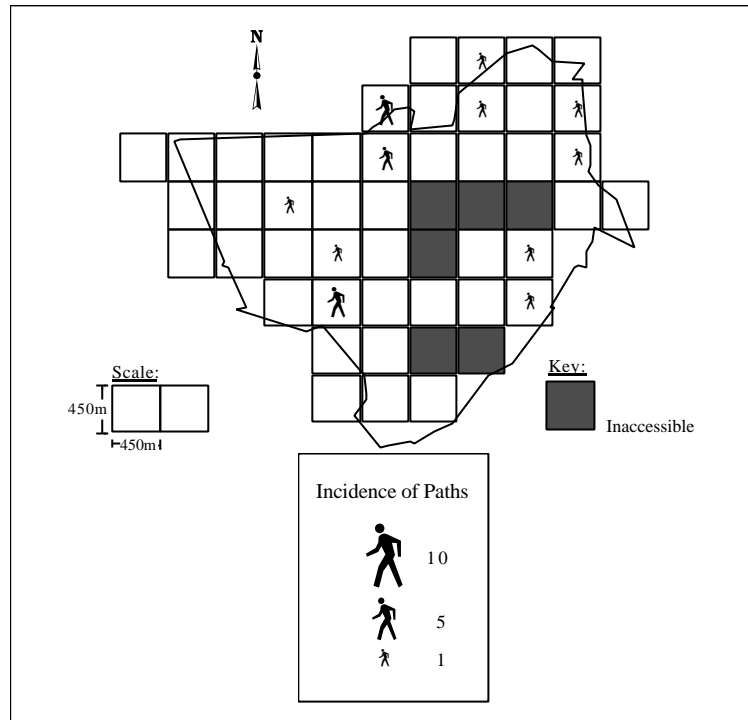 N
Scale:
450m
450m
Key:
Inaccessible
Incidence of Paths
10
5
1